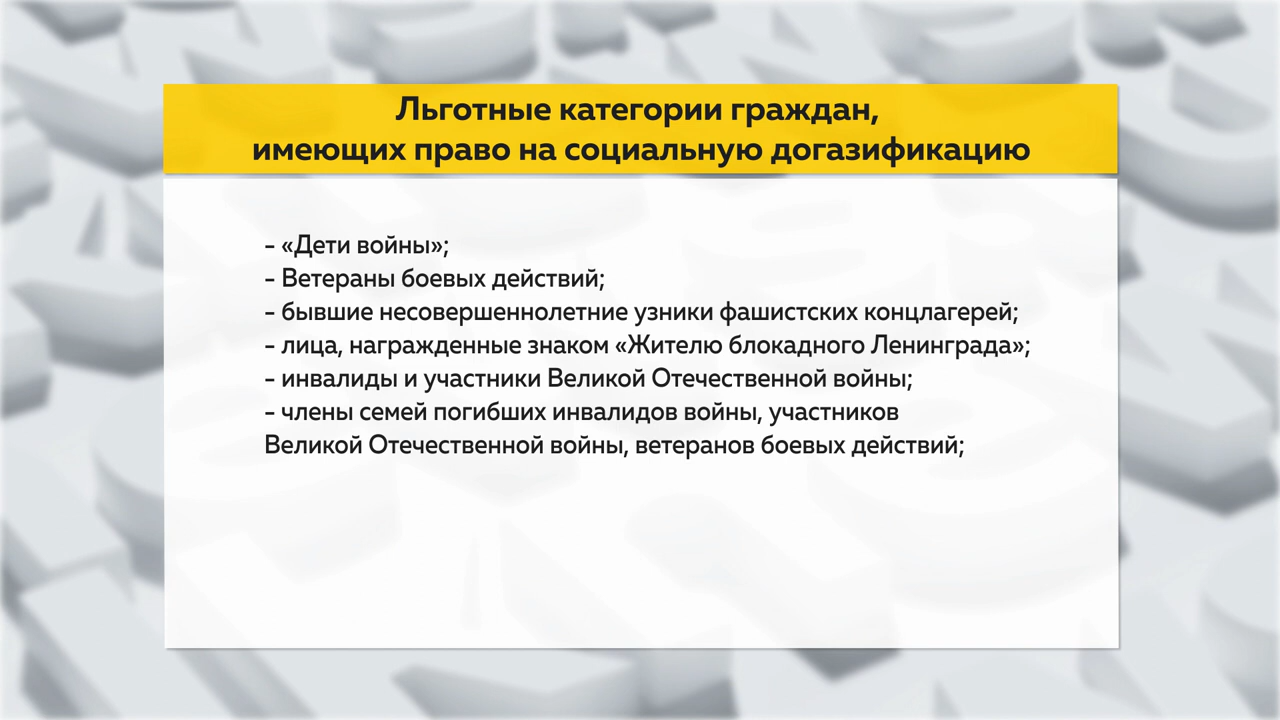 Льготные категории граждан,
имеющих право на социальную догазификацию
- «Дети войны»;
- Ветераны боевых действий;
- бывшие несовершеннолетние узники фашистских концлагерей;
- лица, награжденные знаком «Жителю блокадного Ленинграда»;
- инвалиды и участники Великой Отечественной войны;
- члены семей погибших инвалидов войны, участников
Великой Отечественной войны, ветеранов боевых действий;